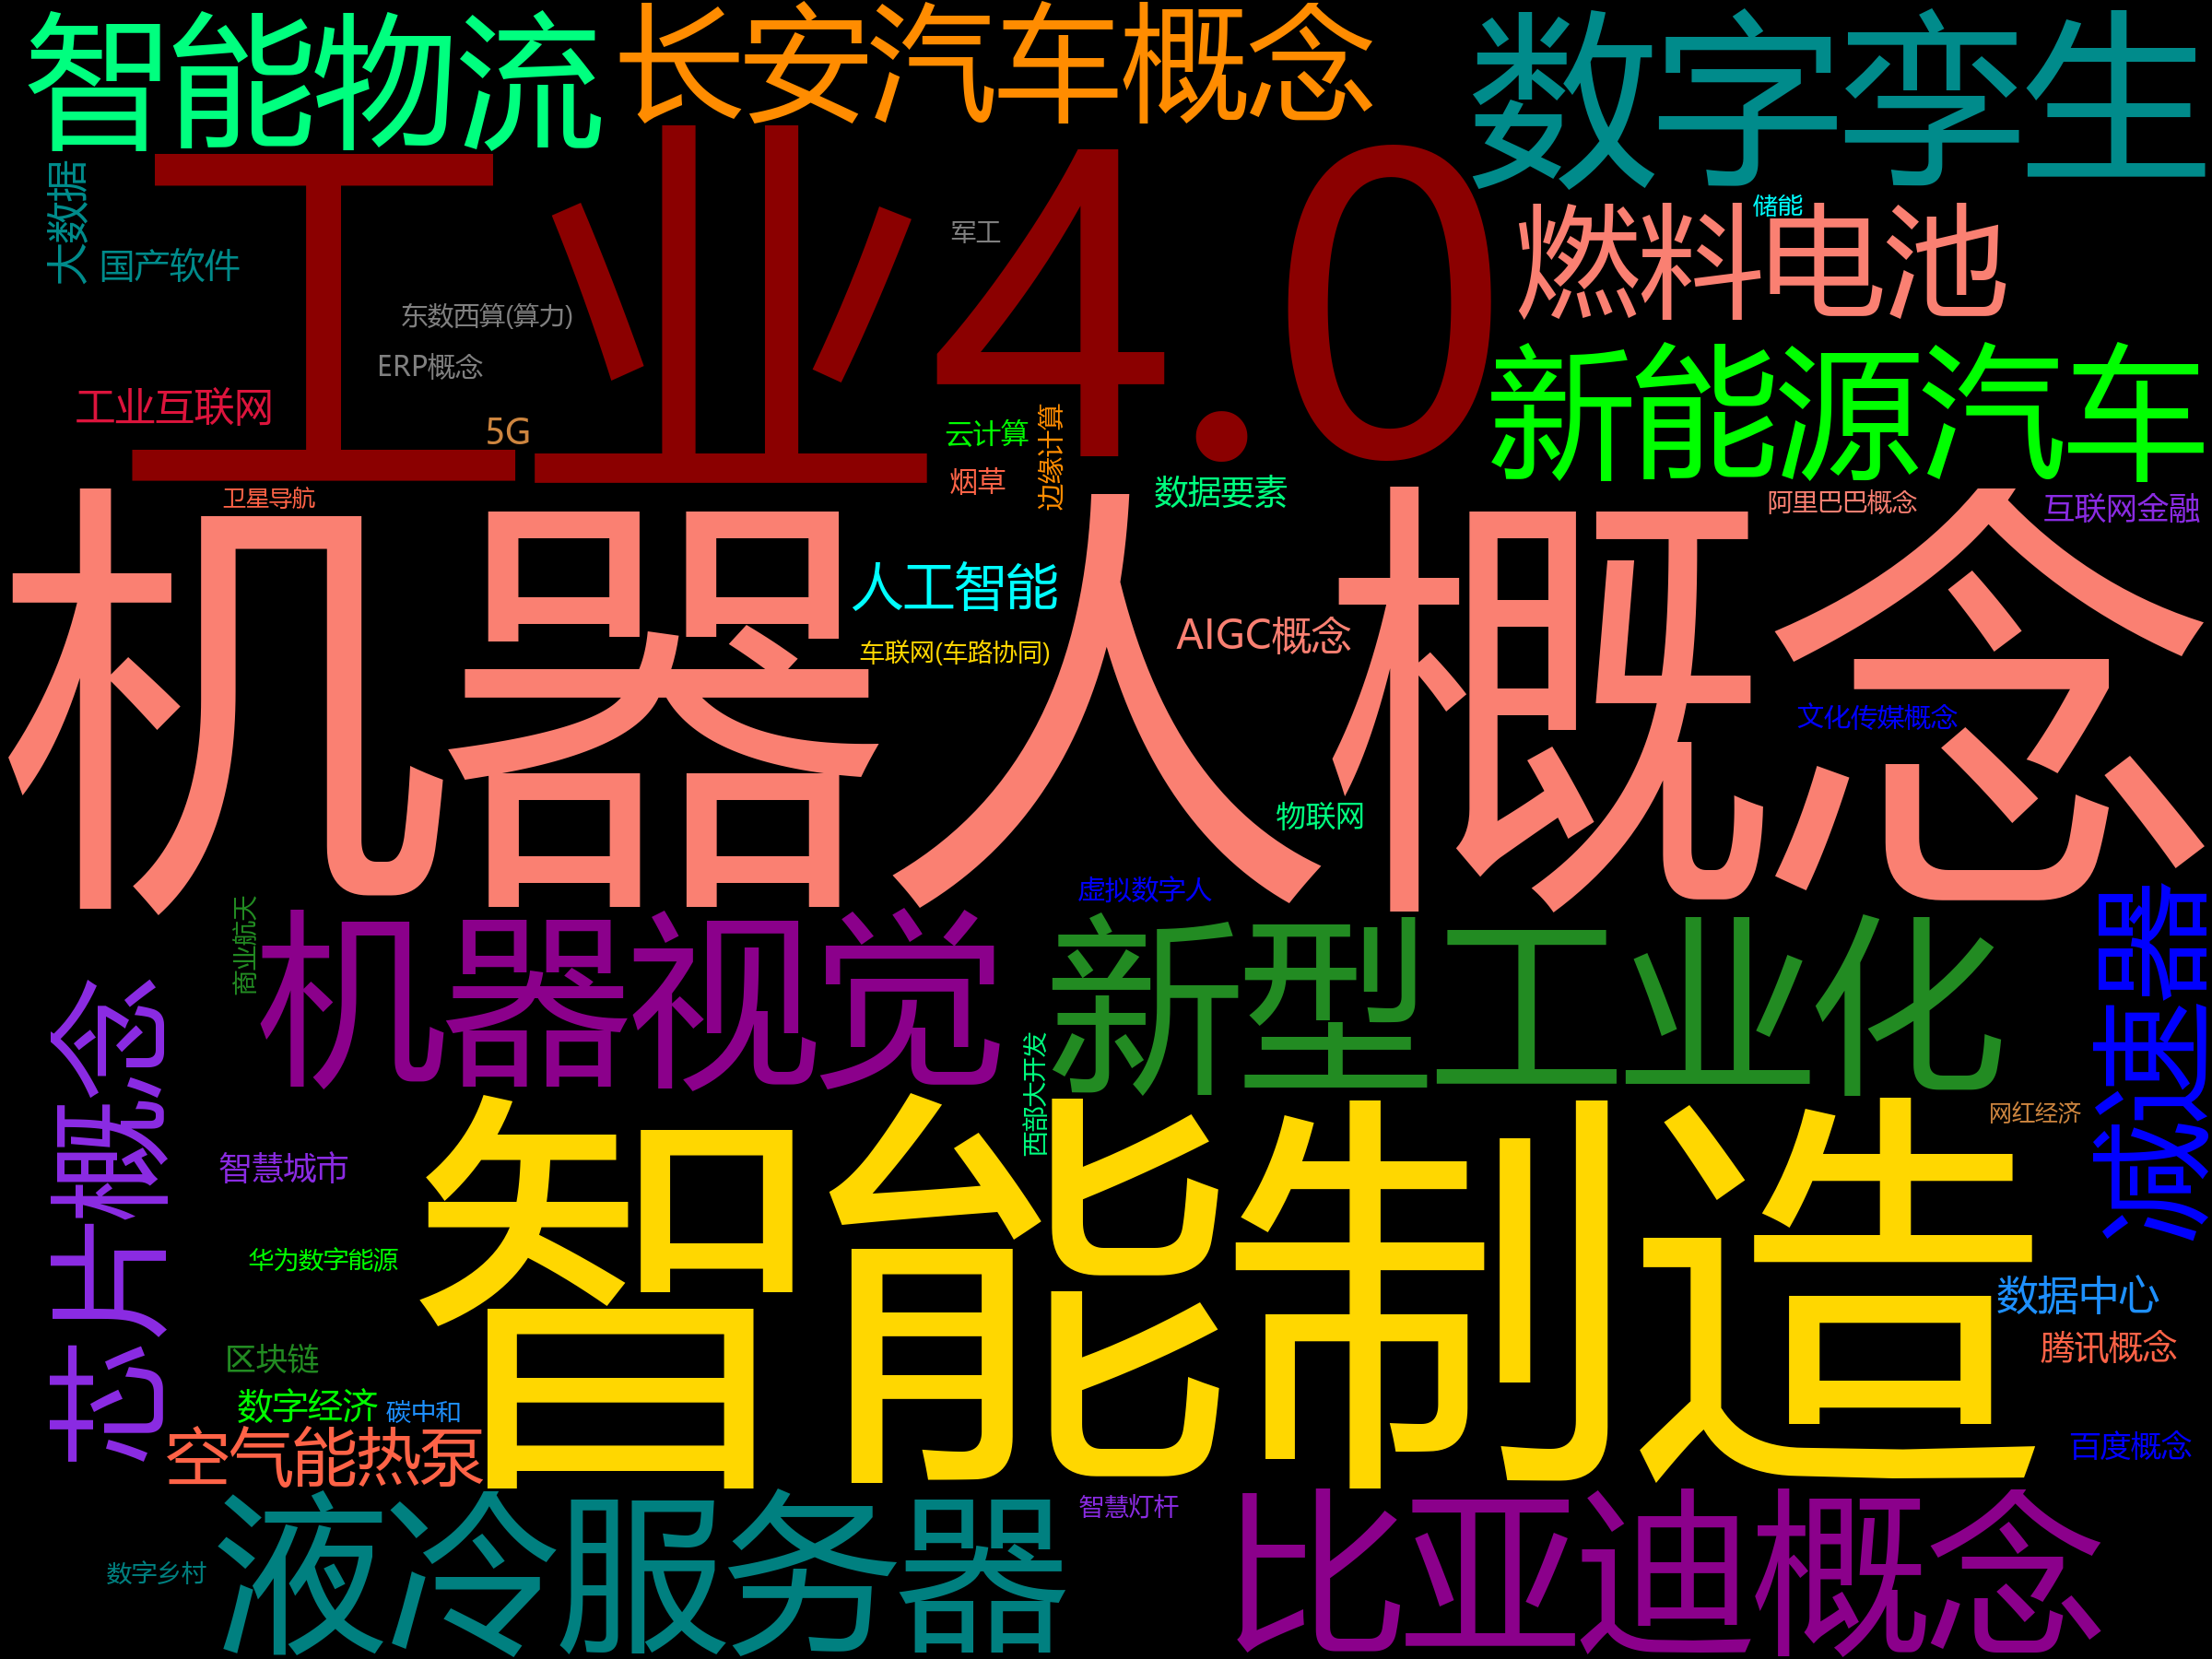 智能物流
长安汽车概念
数字孪生
大数据
国产软件
工业4.0
军工
储能
燃料电池
东数西算(算力)
ERP概念
工业互联网
5G
云计算
边缘计算
烟草
数据要素
新能源汽车
卫星导航
阿里巴巴概念
互联网金融
机器人概念
人工智能
车联网(车路协同)
AIGC概念
文化传媒概念
物联网
虚拟数字人
商业航天
机器视觉
新型工业化
减速器
芯片概念
西部大开发
网红经济
智慧城市
智能制造
华为数字能源
数据中心
腾讯概念
区块链
数字经济
碳中和
空气能热泵
百度概念
液冷服务器
智慧灯杆
比亚迪概念
数字乡村